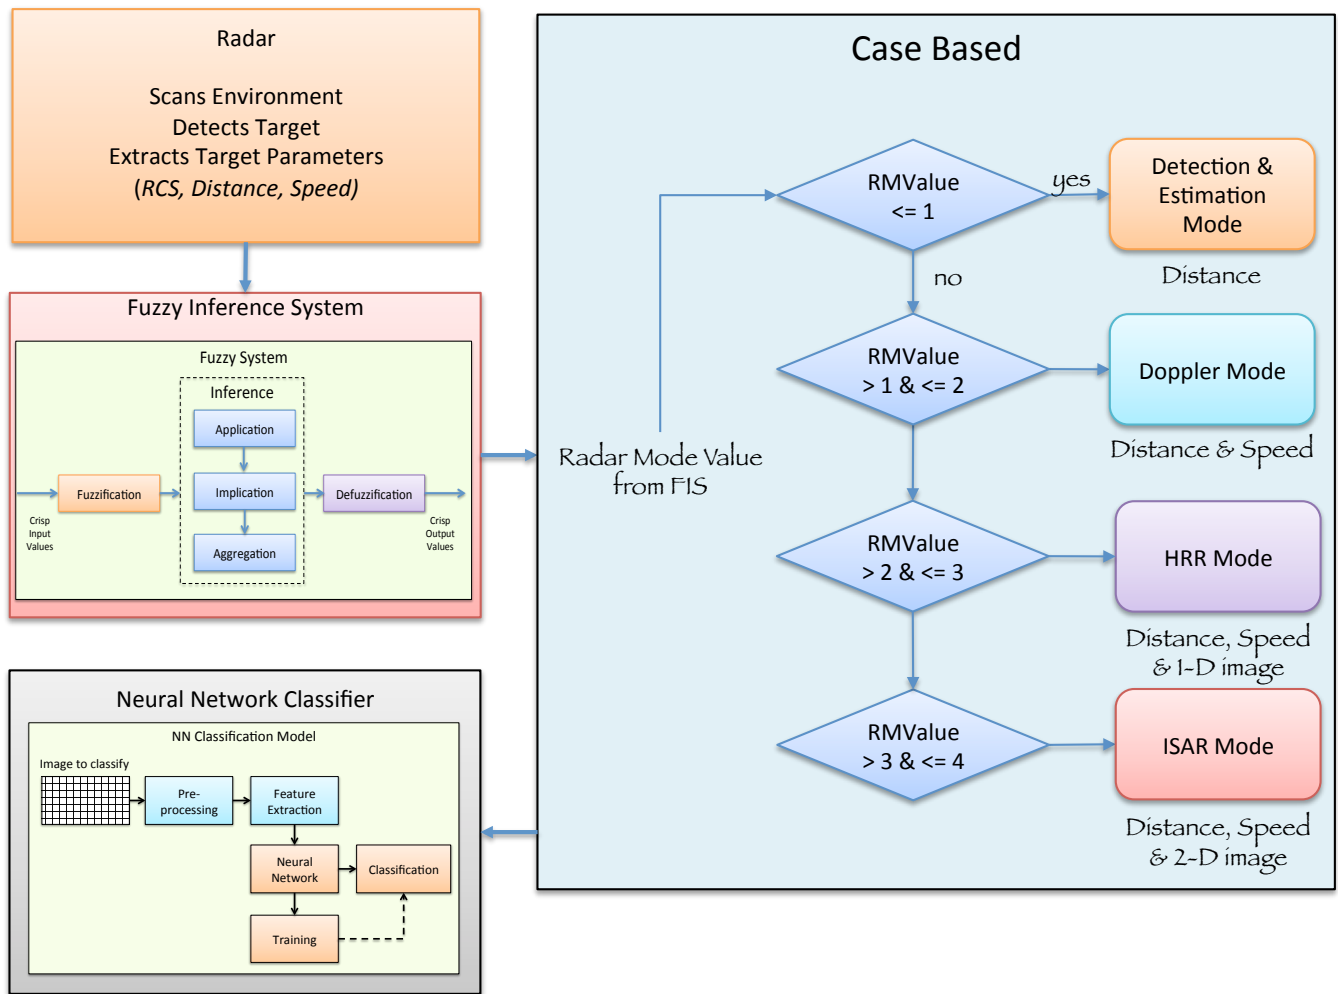 Radar
Scans Environment
Detects Target
Extracts Target Parameters
(RCS, Distance, Speed)
Fuzzy Inference System
Fuzzy System
Inference
Application
Fuzzification
Implication
Defuzzification
Crisp
Input
Values
Crisp
Output
Values
Aggregation
Neural Network Classifier
NN Classification Model
Image to classify
Pre-
processing
Feature
Extraction
Neural
Network
Classification
Training
Case Based
Radar Mode Value
from FIS
RMValue
<= 1
yes
no
Detection &
Estimation
Mode
Distance
RMValue
> 1 & <= 2
Doppler Mode
Distance & Speed
RMValue
> 2 & <= 3
HRR Mode
Distance, Speed
& 1-D image
RMValue
> 3 & <= 4
ISAR Mode
Distance, Speed
& 2-D image